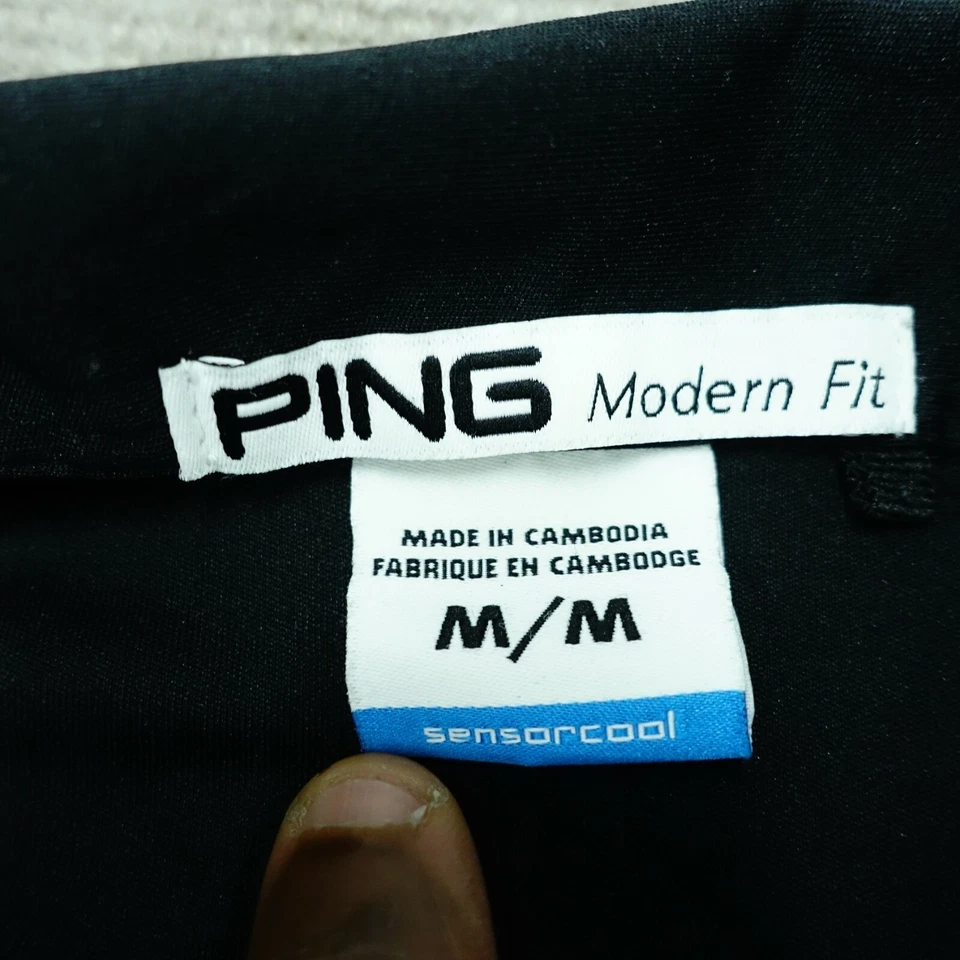 PING Modern Fit
MADE IN CAMBODIA
FABRIQUE EN CAMBODGE
M/M
sensorcool